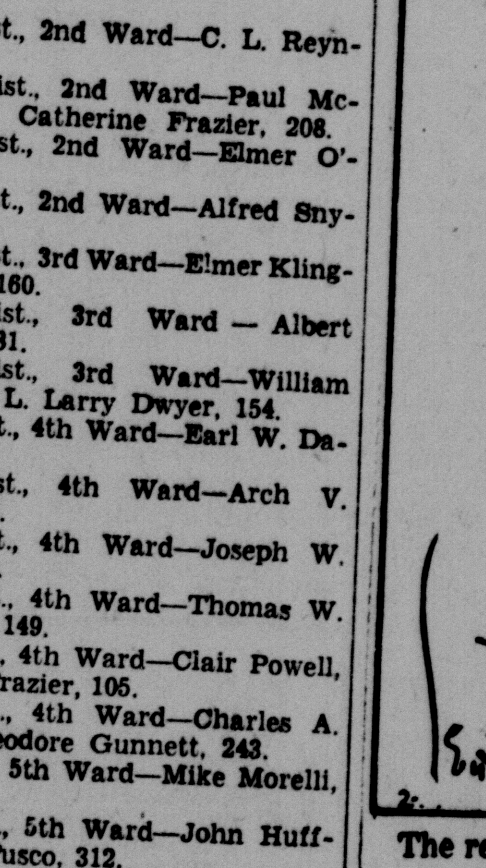 t., 2nd Ward—C. L. Reyn-
ist., 2nd Ward—Paul Mc-
Catherine Frazier, 208.
st., 2nd Ward—Elmer O'-
t., 2nd Ward—Alfred Sny-
t., 3rd Ward—Elmer Kling-
160.
ist., 3rd Ward — Albert
31.
ist., 3rd Ward—William
L. Larry Dwyer, 154.
t., 4th Ward—Earl W. Da-
st., 4th Ward—Arch V.
t., 4th Ward—Joseph W.
., 4th Ward—Thomas W.
149.
, 4th Ward—Clair Powell,
razier, 105.
., 4th Ward—Charles A.
eodore Gunnett, 243.
5th Ward—Mike Morelli,
., 5th Ward—John Huff-
usco, 312.
The re